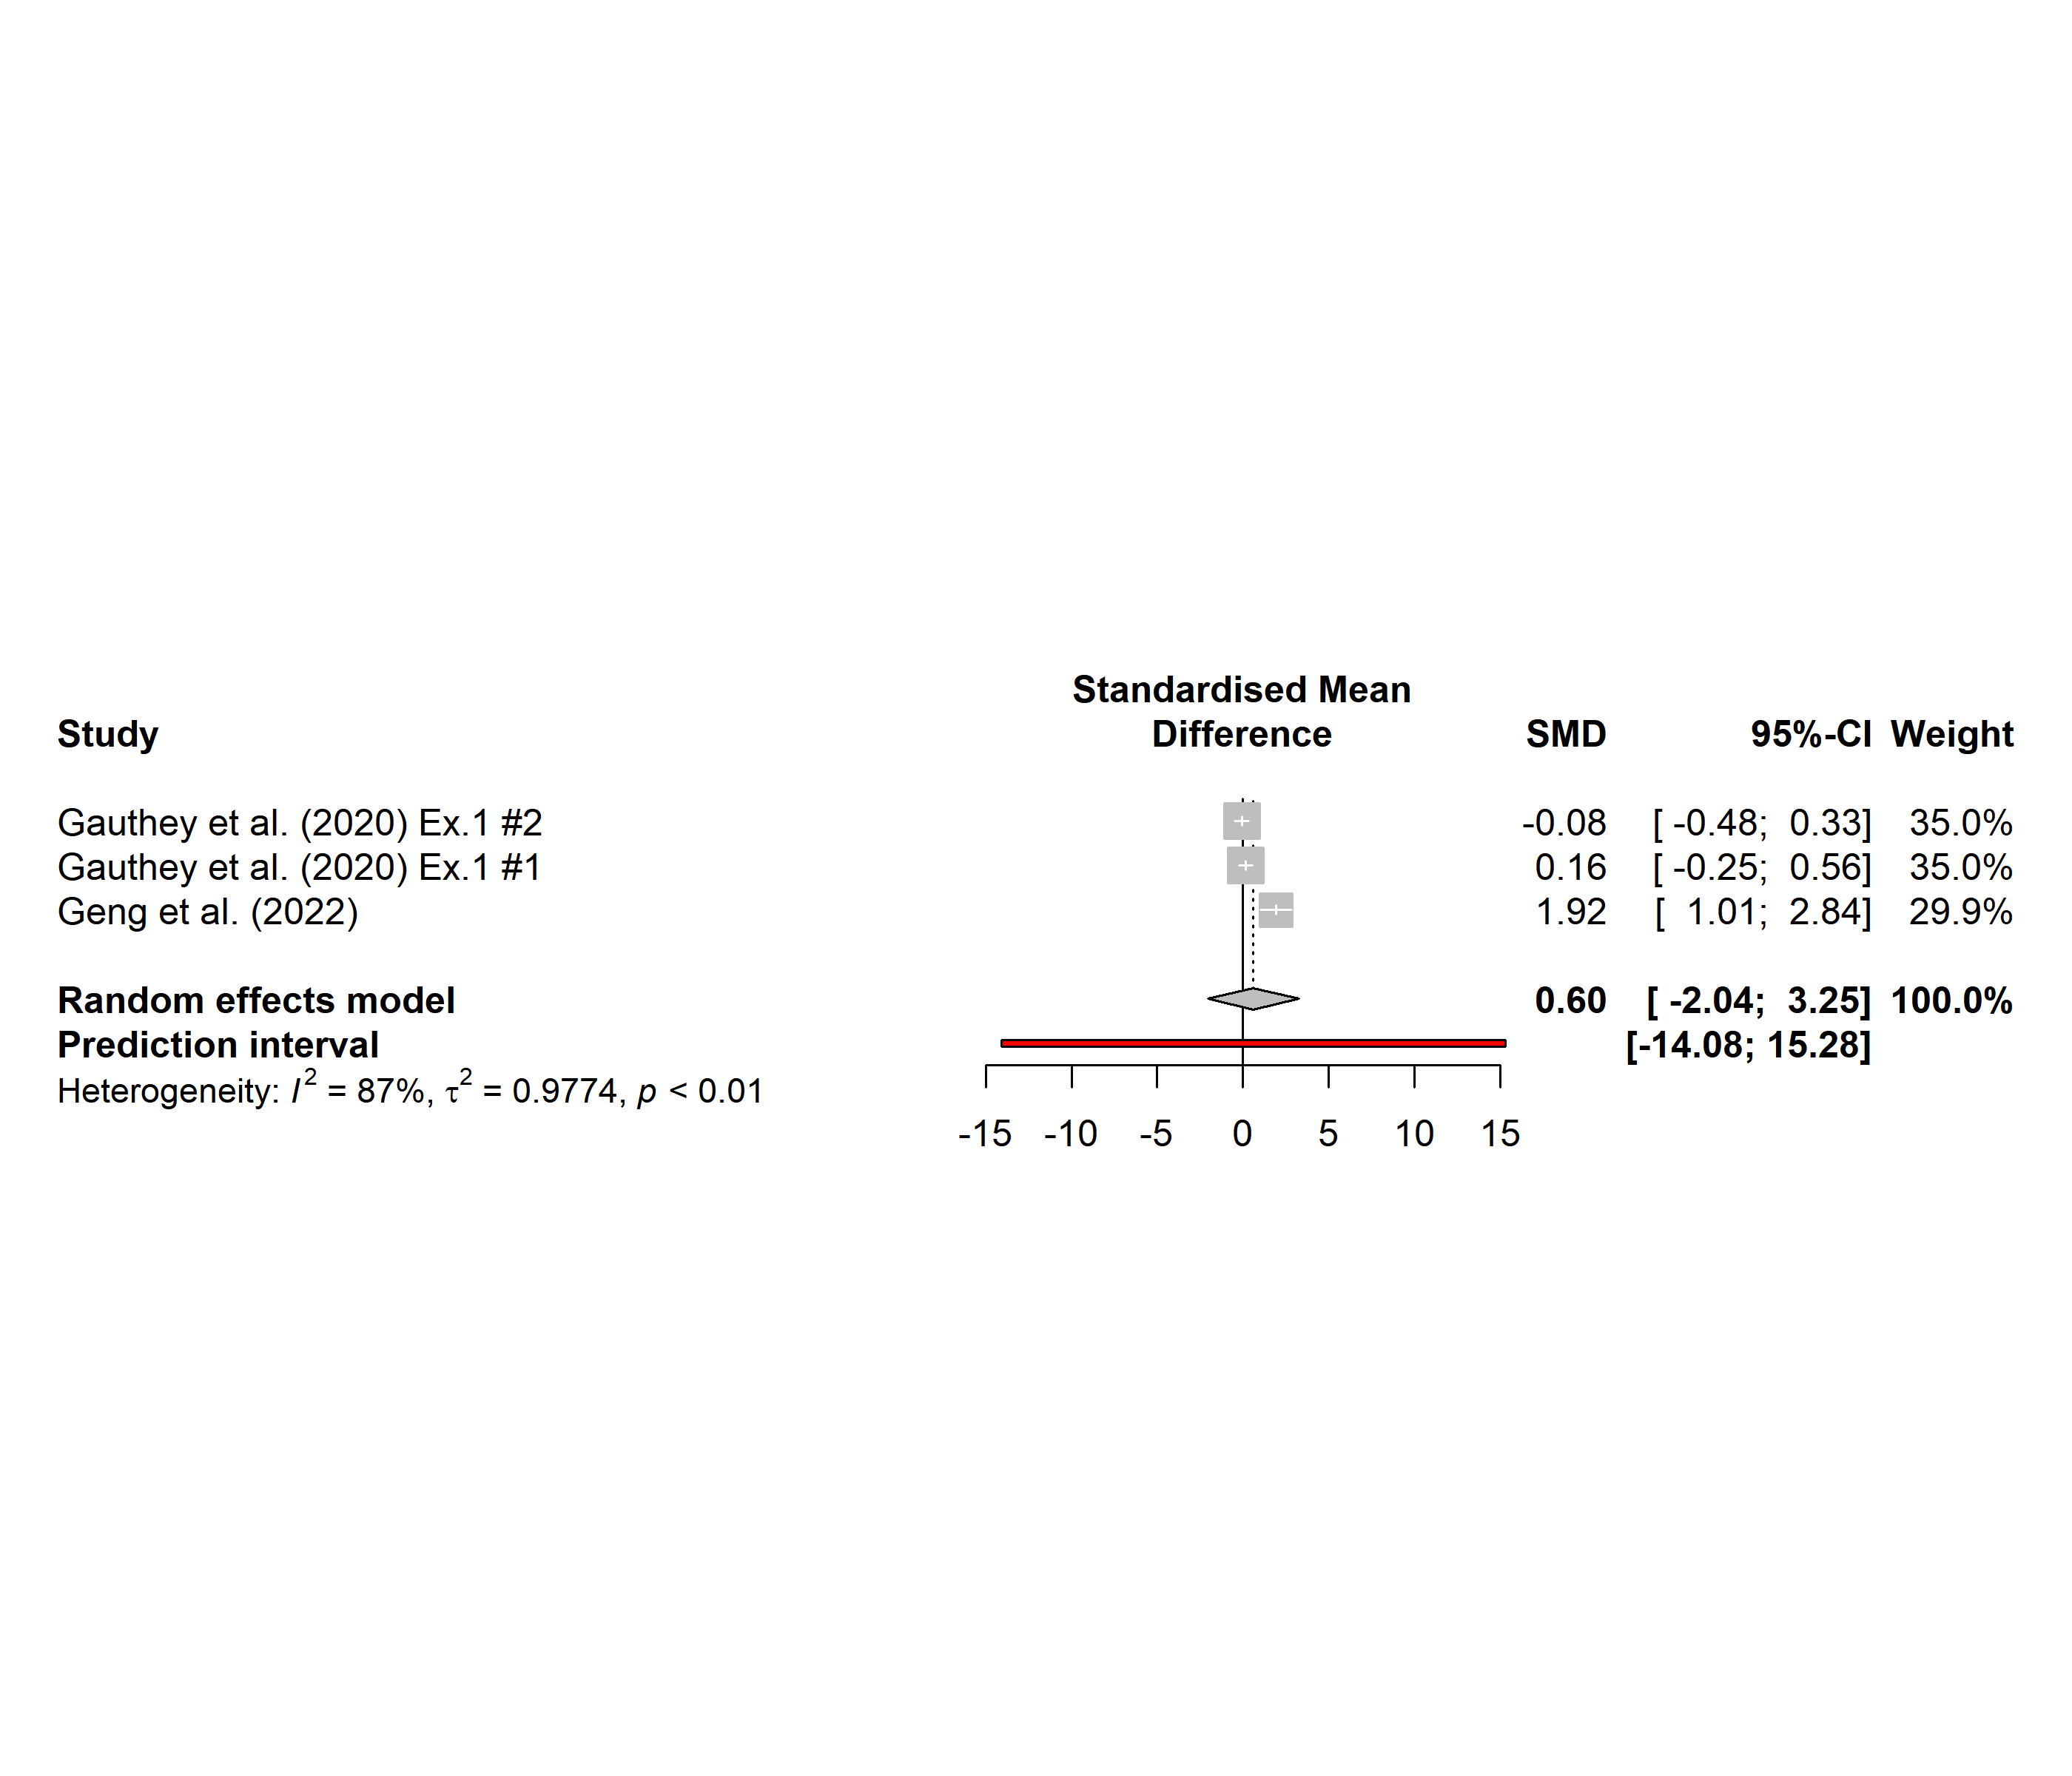 Standardised Mean
Study Difference SMD 95%-CI Weight
Gauthey et al. (2020) Ex.1 #2 -0.08 [ -0.48; 0.33] 35.0%
Gauthey et al. (2020) Ex.1 #1 0.16 [ -0.25; 0.56] 35.0%
Geng et al. (2022) 1.92 [ 1.01; 2.84] 29.9%
Random effects model 0.60 [ -2.04; 3.25] 100.0%
Prediction interval [-14.08; 15.28]
Heterogeneity: I² = 87%, τ² = 0.9774, p < 0.01
-15 -10 -5 0 5 10 15